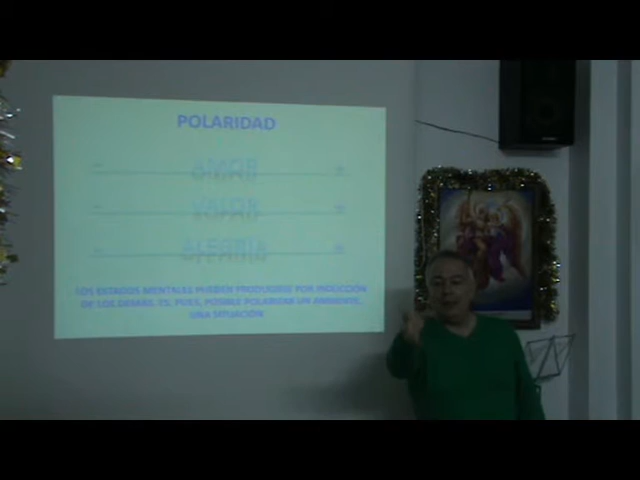 POLARIDAD
- AMOR +
- VALOR +
- ALEGRIA +
LOS ESTADOS MENTALES PUEDEN PRODUCIRSE POR INDUCCIÓN
DE LOS DEMÁS. ES, PUES, POSIBLE POLARIZAR UN AMBIENTE,
UNA SITUACIÓN